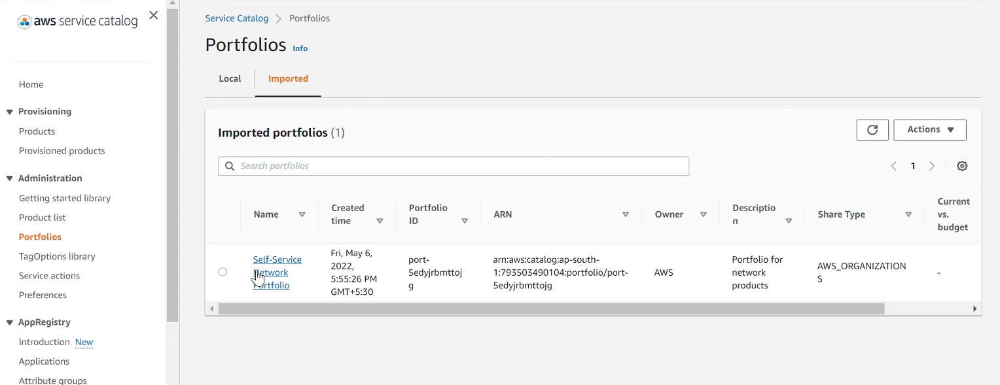 aws service catalog
Home
Provisioning
Products
Provisioned products
Administration
Getting started library
Product list
Portfolios
TagOptions library
Service actions
Preferences
AppRegistry
Introduction New
Applications
Attribute groups
Service Catalog > Portfolios
Portfolios Info
Local Imported
Imported portfolios (1)
Actions
Search portfolios
1
Name
Created
time
Portfolio
ID
ARN
Owner
Descriptio
n
Share Type
Current
vs.
budget
Self-Service
Network
Portfolio
Fri, May 6,
2022,
5:55:26 PM
GMT+5:30
port-
5edyjrbmttoj
g
arn:aws:catalog:ap-south-
1:793503490104:portfolio/port-
5edyjrbmttojg
AWS
Portfolio for
network
products
AWS_ORGANIZATION
S
-